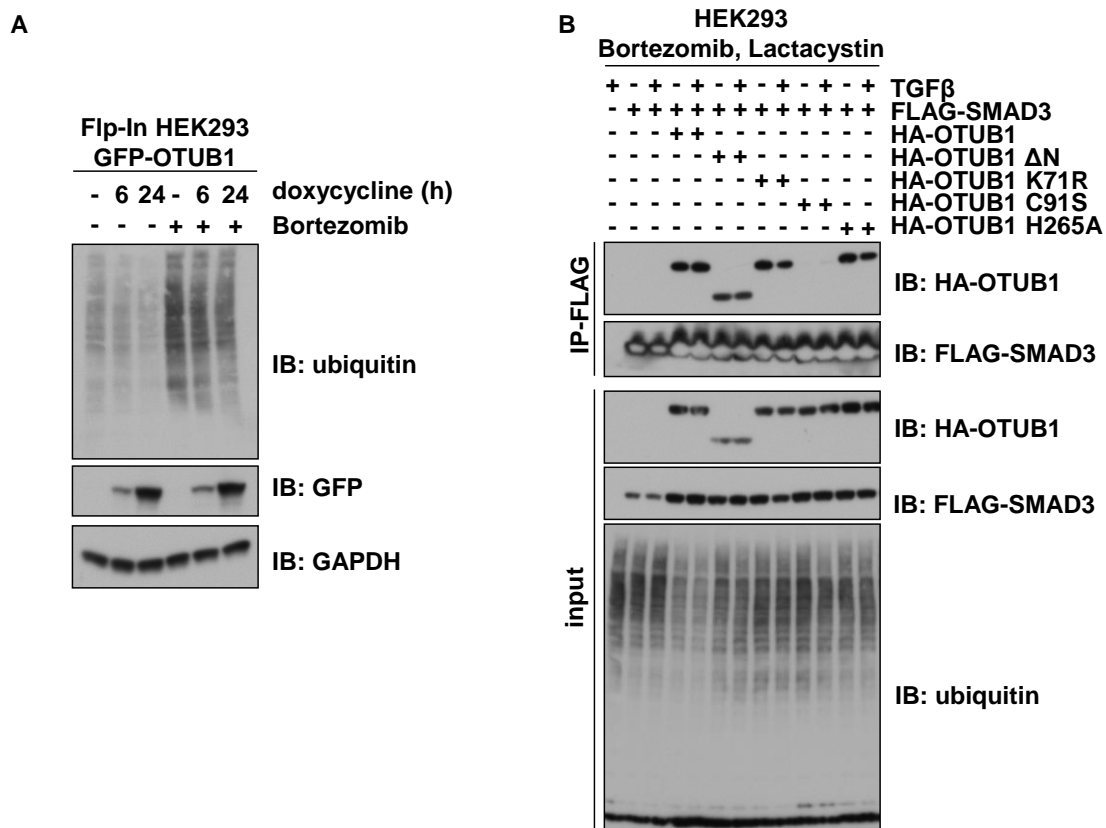 A
Flp-In HEK293
GFP-OTUB1
- 6 24 - 6 24 doxycycline (h)
- - - + + + Bortezomib
IB: ubiquitin
IB: GFP
IB: GAPDH
B
HEK293
Bortezomib, Lactacystin
+ - + - + - + - + - + - + TGFβ
- + + + + + + + + + + + + FLAG-SMAD3
- - - + + - - - - - - - - HA-OTUB1
- - - - - + + - - - - - - HA-OTUB1 ΔN
- - - - - - - + + - - - - HA-OTUB1 K71R
- - - - - - - - - + + - - HA-OTUB1 C91S
- - - - - - - - - - - + + HA-OTUB1 H265A
IP-FLAG
IB: HA-OTUB1
IB: FLAG-SMAD3
input
IB: HA-OTUB1
IB: FLAG-SMAD3
IB: ubiquitin